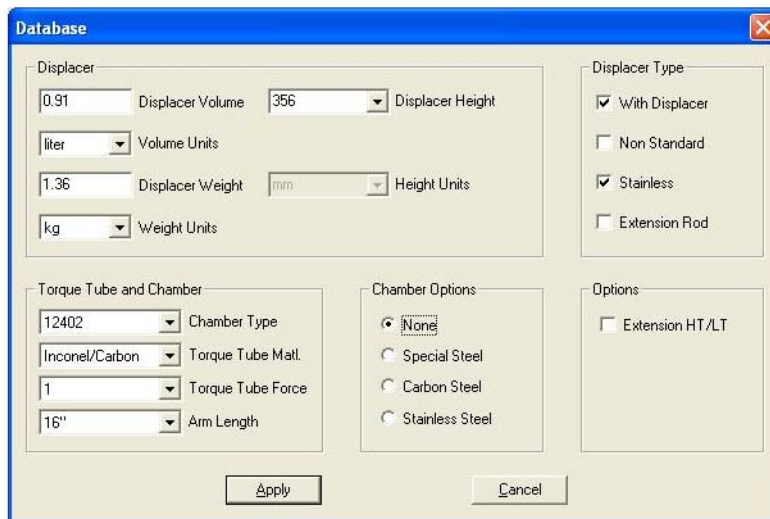 Database
Displacer
0.91 Displacer Volume 356 Displacer Height
liter Volume Units
1.36 Displacer Weight mm Height Units
kg Weight Units
Displacer Type
With Displacer
Non Standard
Stainless
Extension Rod
Torque Tube and Chamber
12402 Chamber Type
Inconel/Carbon Torque Tube Matl.
1 Torque Tube Force
16" Arm Length
Chamber Options
None
Special Steel
Carbon Steel
Stainless Steel
Options
Extension HT/LT
Apply Cancel